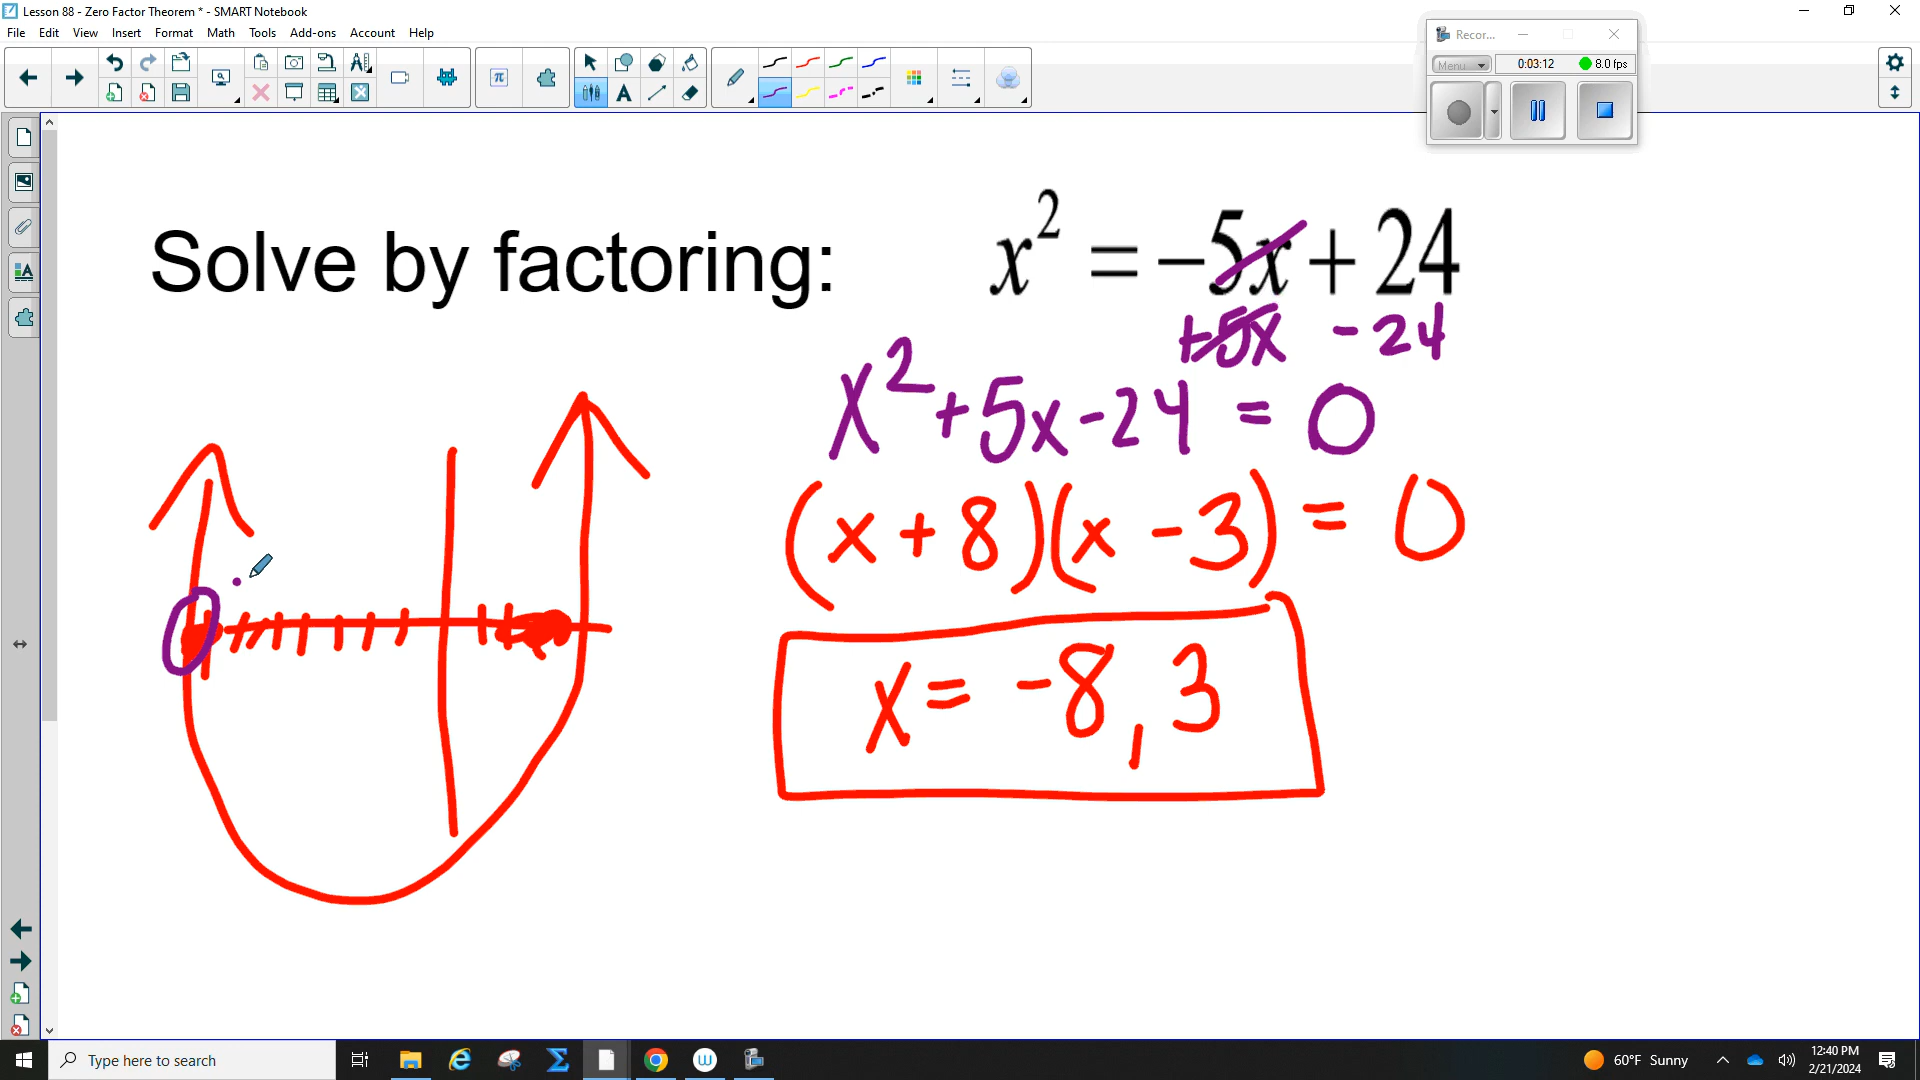 Lesson 88 - Zero Factor Theorem * - SMART Notebook
File Edit View Insert Format Math Tools Add-ons Account Help
Recor...
Menu
0:03:12
8.0 fps
Solve by factoring:
x² = −5x + 24
+5x - 24
x² + 5x - 24 = 0
(x + 8)(x - 3) = 0
x = -8, 3
Type here to search
60°F Sunny
12:40 PM
2/21/2024